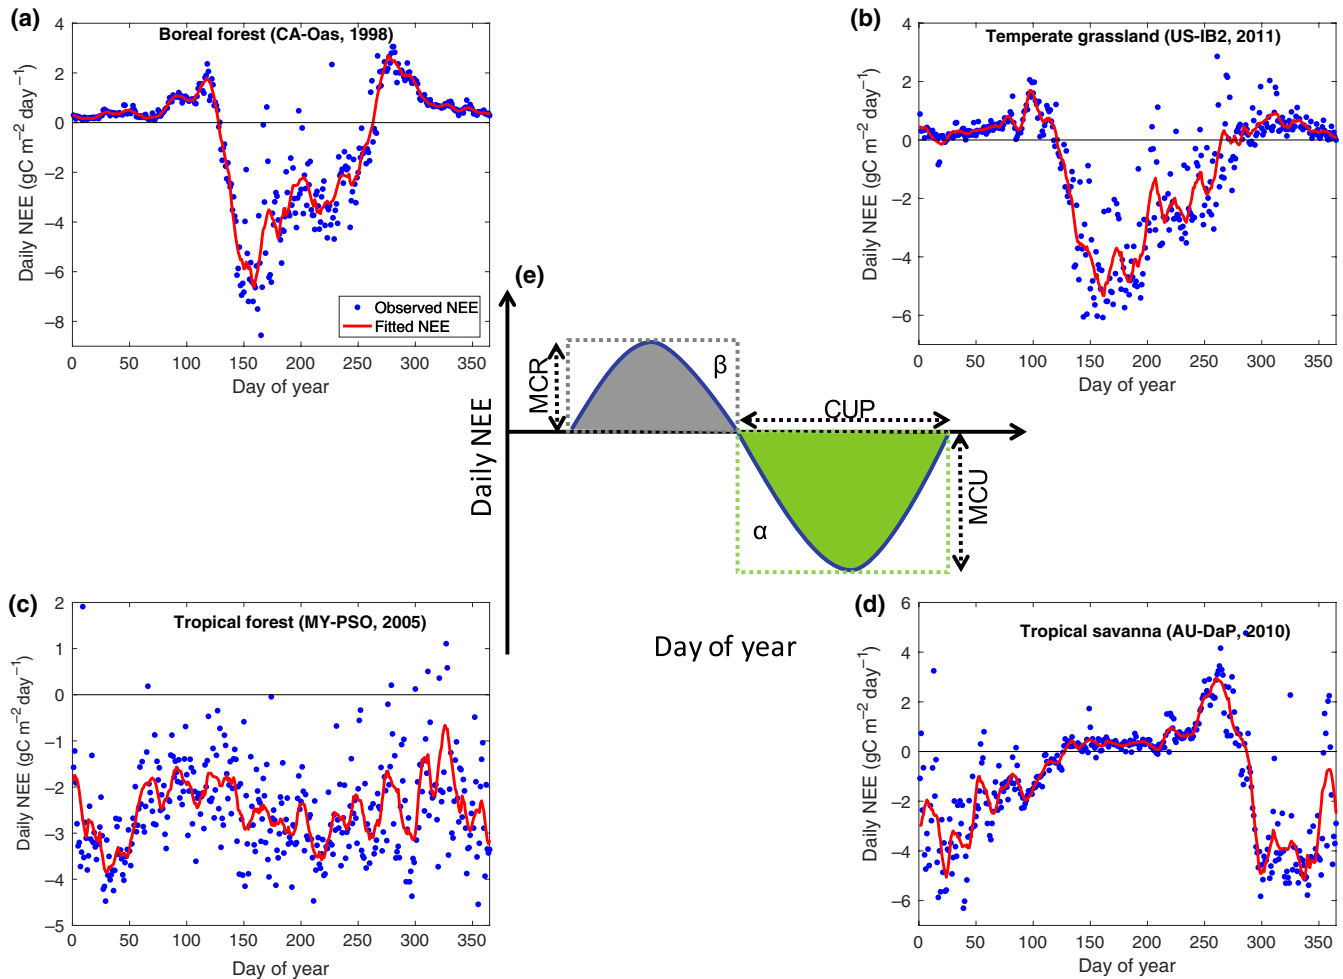 (a)
Boreal forest (CA-Oas, 1998)
4
2
0
−2
−4
−6
−8
Daily NEE (gC m−2 day−1)
Observed NEE
Fitted NEE
0 50 100 150 200 250 300 350
Day of year
(b)
Temperate grassland (US-IB2, 2011)
4
2
0
−2
−4
−6
Daily NEE (gC m−2 day−1)
0 50 100 150 200 250 300 350
Day of year
(e)
Daily NEE
MCR
β
CUP
α
MCU
Day of year
(c)
Tropical forest (MY-PSO, 2005)
2
1
0
−1
−2
−3
−4
−5
Daily NEE (gC m−2 day−1)
0 50 100 150 200 250 300 350
Day of year
(d)
Tropical savanna (AU-DaP, 2010)
6
4
2
0
−2
−4
−6
Daily NEE (gC m−2 day−1)
0 50 100 150 200 250 300 350
Day of year